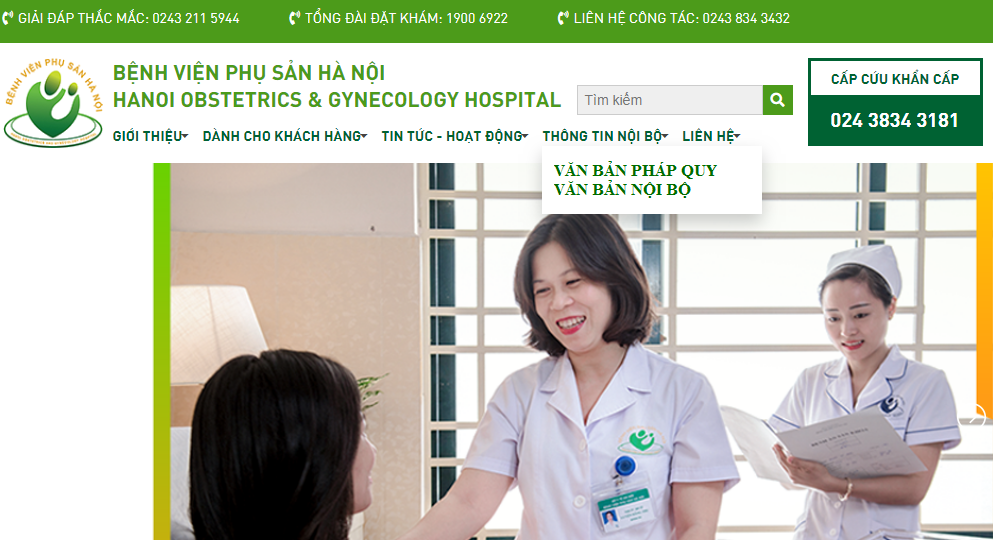 GIẢI ĐÁP THẮC MẮC: 0243 211 5944
TỔNG ĐÀI ĐẶT KHÁM: 1900 6922
LIÊN HỆ CÔNG TÁC: 0243 834 3432
BỆNH VIỆN PHỤ SẢN HÀ NỘI
BỆNH VIỆN PHỤ SẢN HÀ NỘI
HANOI OBSTETRICS & GYNECOLOGY HOSPITAL
Tìm kiếm
CẤP CỨU KHẨN CẤP
024 3834 3181
GIỚI THIỆU
DÀNH CHO KHÁCH HÀNG
TIN TỨC - HOẠT ĐỘNG
THÔNG TIN NỘI BỘ
LIÊN HỆ
VĂN BẢN PHÁP QUY
VĂN BẢN NỘI BỘ